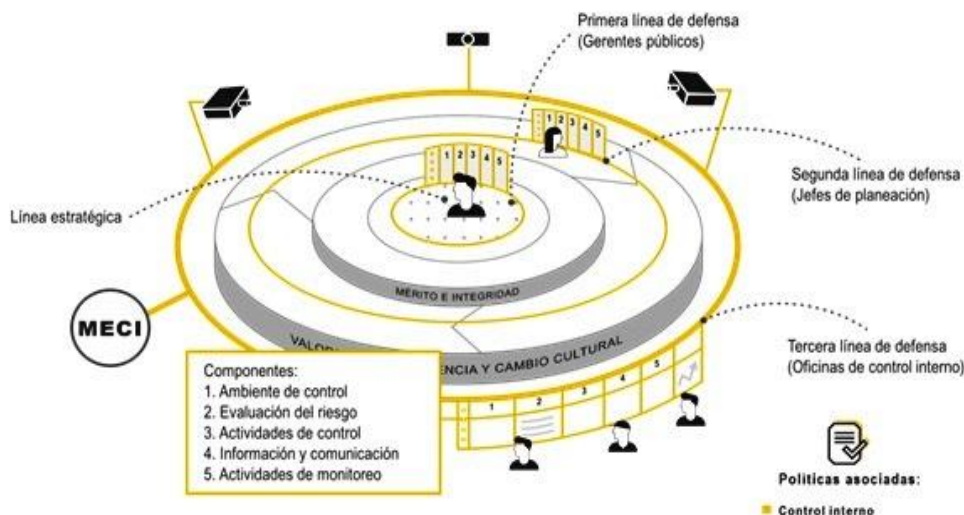 Primera línea de defensa
(Gerentes públicos)
1 2 3 4 5
1 2 3 4 5
Segunda línea de defensa
(Jefes de planeación)
Línea estratégica
MÉRITO E INTEGRIDAD
MECI
VALOR
ENCIA Y CAMBIO CULTURAL
Tercera línea de defensa
(Oficinas de control interno)
Componentes:
1. Ambiente de control
2. Evaluación del riesgo
3. Actividades de control
4. Información y comunicación
5. Actividades de monitoreo
1 2 3 4 5
Políticas asociadas:
Control interno